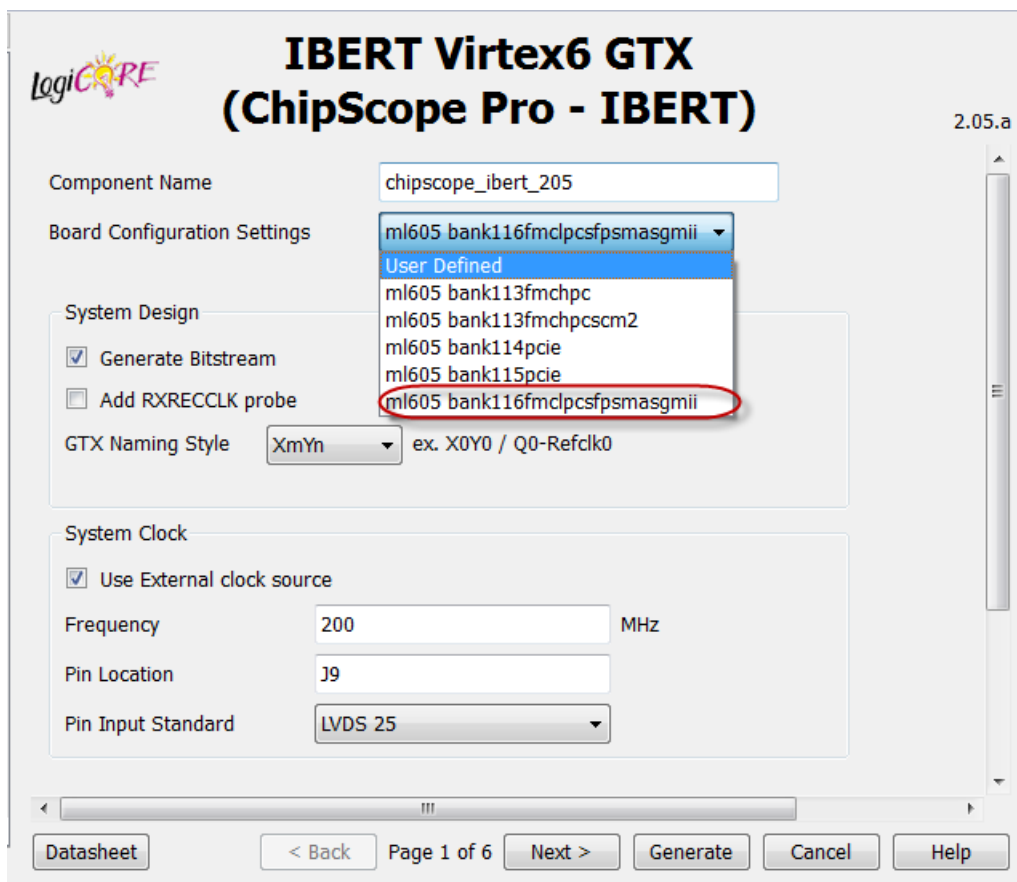 LogiCORE
IBERT Virtex6 GTX
(ChipScope Pro - IBERT)
2.05.a
Component Name
chipscope_ibert_205
Board Configuration Settings
ml605 bank116fmclpcsfpsmasgmii
User Defined
ml605 bank113fmchpc
ml605 bank113fmchpcscm2
ml605 bank114pcie
ml605 bank115pcie
ml605 bank116fmclpcsfpsmasgmii
System Design
Generate Bitstream
Add RXRECCLK probe
GTX Naming Style XmYn ex. X0Y0 / Q0-Refclk0
System Clock
Use External clock source
Frequency 200 MHz
Pin Location J9
Pin Input Standard LVDS 25
Datasheet < Back Page 1 of 6 Next > Generate Cancel Help